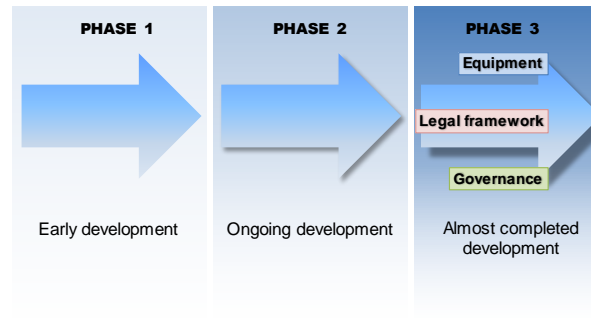 PHASE 1
Early development
PHASE 2
Ongoing development
PHASE 3
Equipment
Legal framework
Governance
Almost completed
development